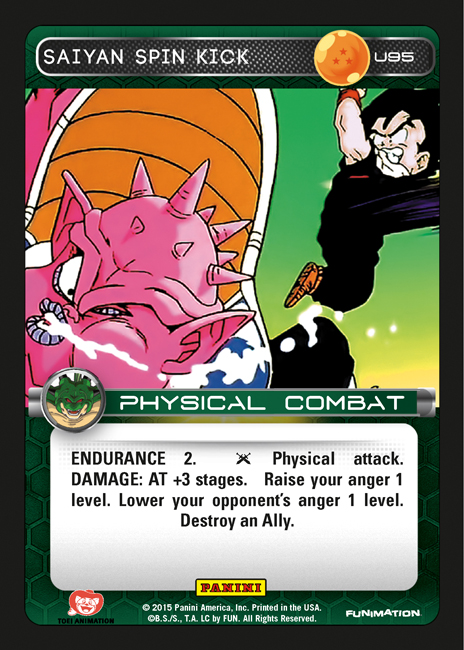 SAIYAN SPIN KICK
U95
PHYSICAL COMBAT
ENDURANCE 2. Physical attack.
DAMAGE: AT +3 stages. Raise your anger 1
level. Lower your opponent's anger 1 level.
Destroy an Ally.
PANINI
TOEI ANIMATION
© 2015 Panini America, Inc. Printed in the USA.
©B.S./S., T.A. LC by FUN. All Rights Reserved.
FUNIMATION